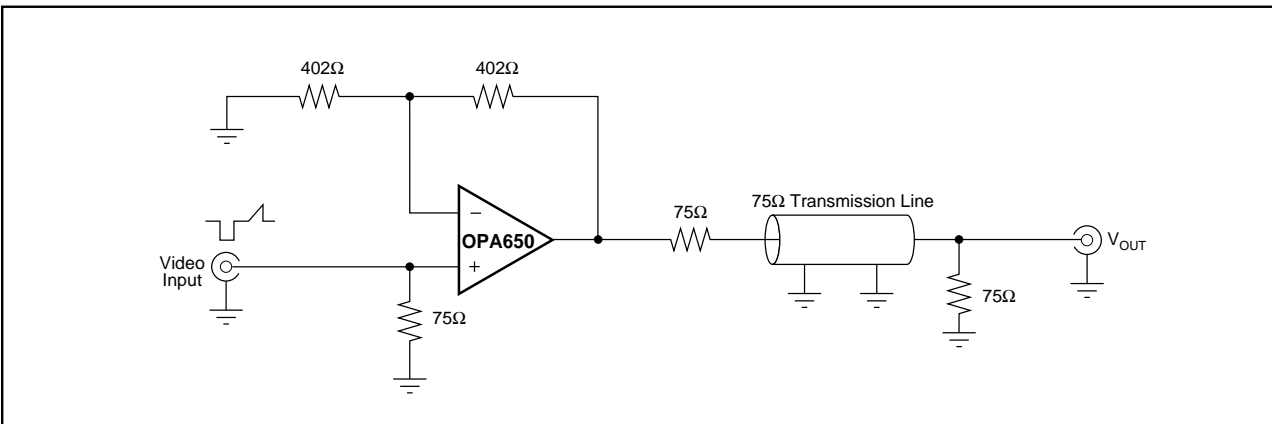 402Ω
402Ω
75Ω Transmission Line
75Ω
−
OPA650
+
Video
Input
V_OUT
75Ω
75Ω